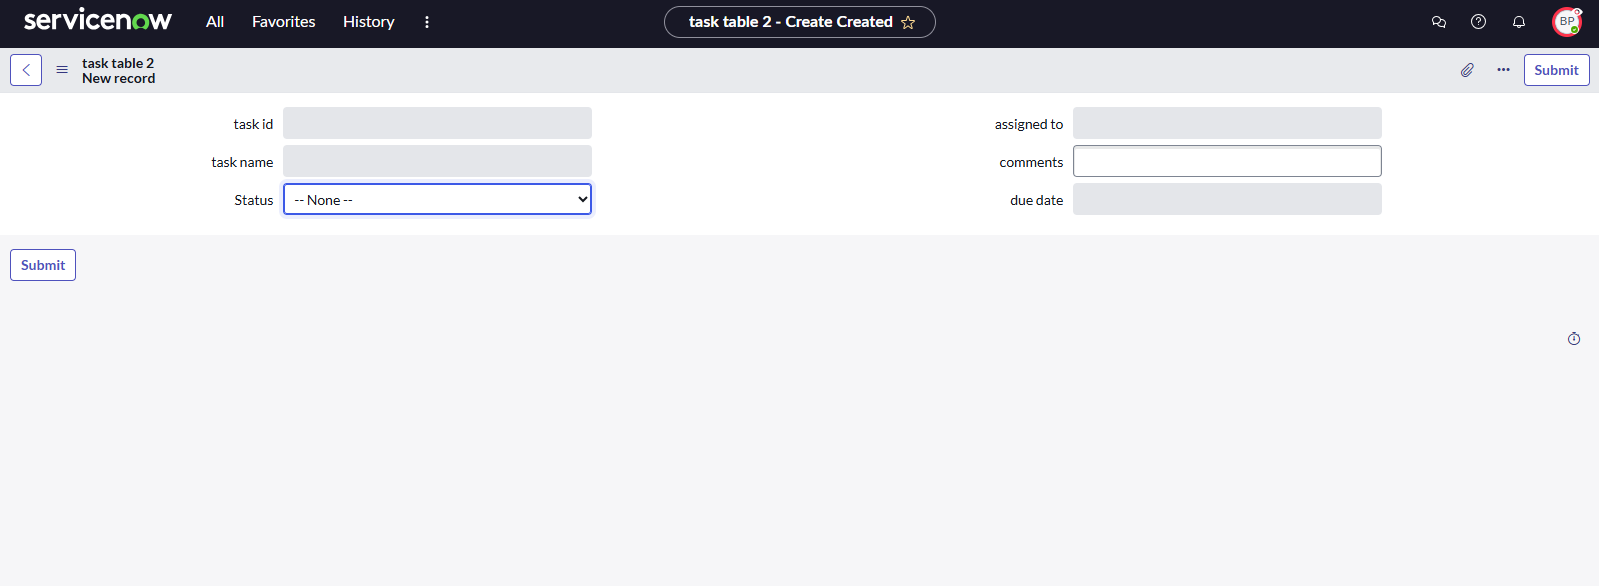 servicenow All Favorites History task table 2 - Create Created BP
task table 2
New record
Submit
task id
task name
Status -- None --
assigned to
comments
due date
Submit